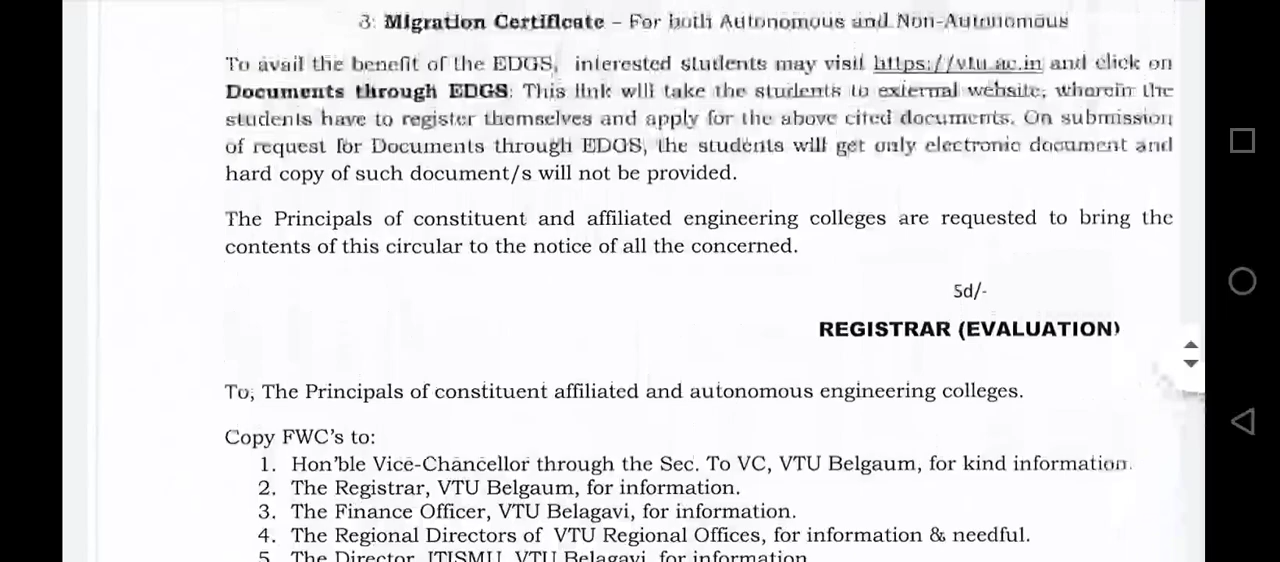 3. Migration Certificate – For both Autonomous and Non-Autonomous
To avail the benefit of the EDGS, interested students may visit https://vtu.ac.in and click on
Documents through EDGS. This link will take the students to external website, wherein the
students have to register themselves and apply for the above cited documents. On submission
of request for Documents through EDGS, the students will get only electronic document and
hard copy of such document/s will not be provided.
The Principals of constituent and affiliated engineering colleges are requested to bring the
contents of this circular to the notice of all the concerned.
Sd/-
REGISTRAR (EVALUATION)
To, The Principals of constituent affiliated and autonomous engineering colleges.
Copy FWC's to:
1. Hon'ble Vice-Chancellor through the Sec. To VC, VTU Belgaum, for kind information.
2. The Registrar, VTU Belgaum, for information.
3. The Finance Officer, VTU Belagavi, for information.
4. The Regional Directors of VTU Regional Offices, for information & needful.
5. The Director, ITISMU, VTU Belagavi, for information